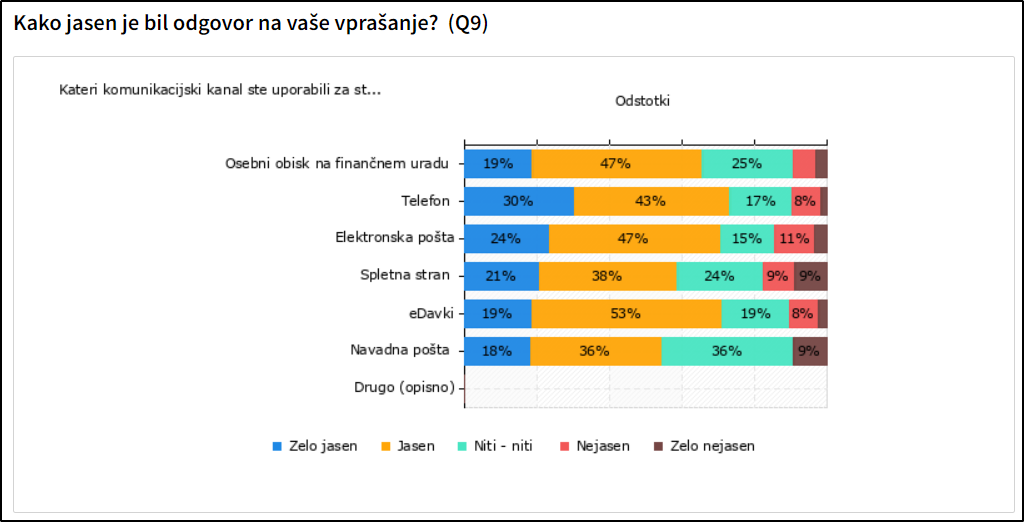 Kako jasen je bil odgovor na vaše vprašanje? (Q9)
Kateri komunikacijski kanal ste uporabili za st...
Odstotki
Osebni obisk na finančnem uradu 19% 47% 25%
Telefon 30% 43% 17% 8%
Elektronska pošta 24% 47% 15% 11%
Spletna stran 21% 38% 24% 9% 9%
eDavki 19% 53% 19% 8%
Navadna pošta 18% 36% 36% 9%
Drugo (opisno)
Zelo jasen Jasen Niti - niti Nejasen Zelo nejasen